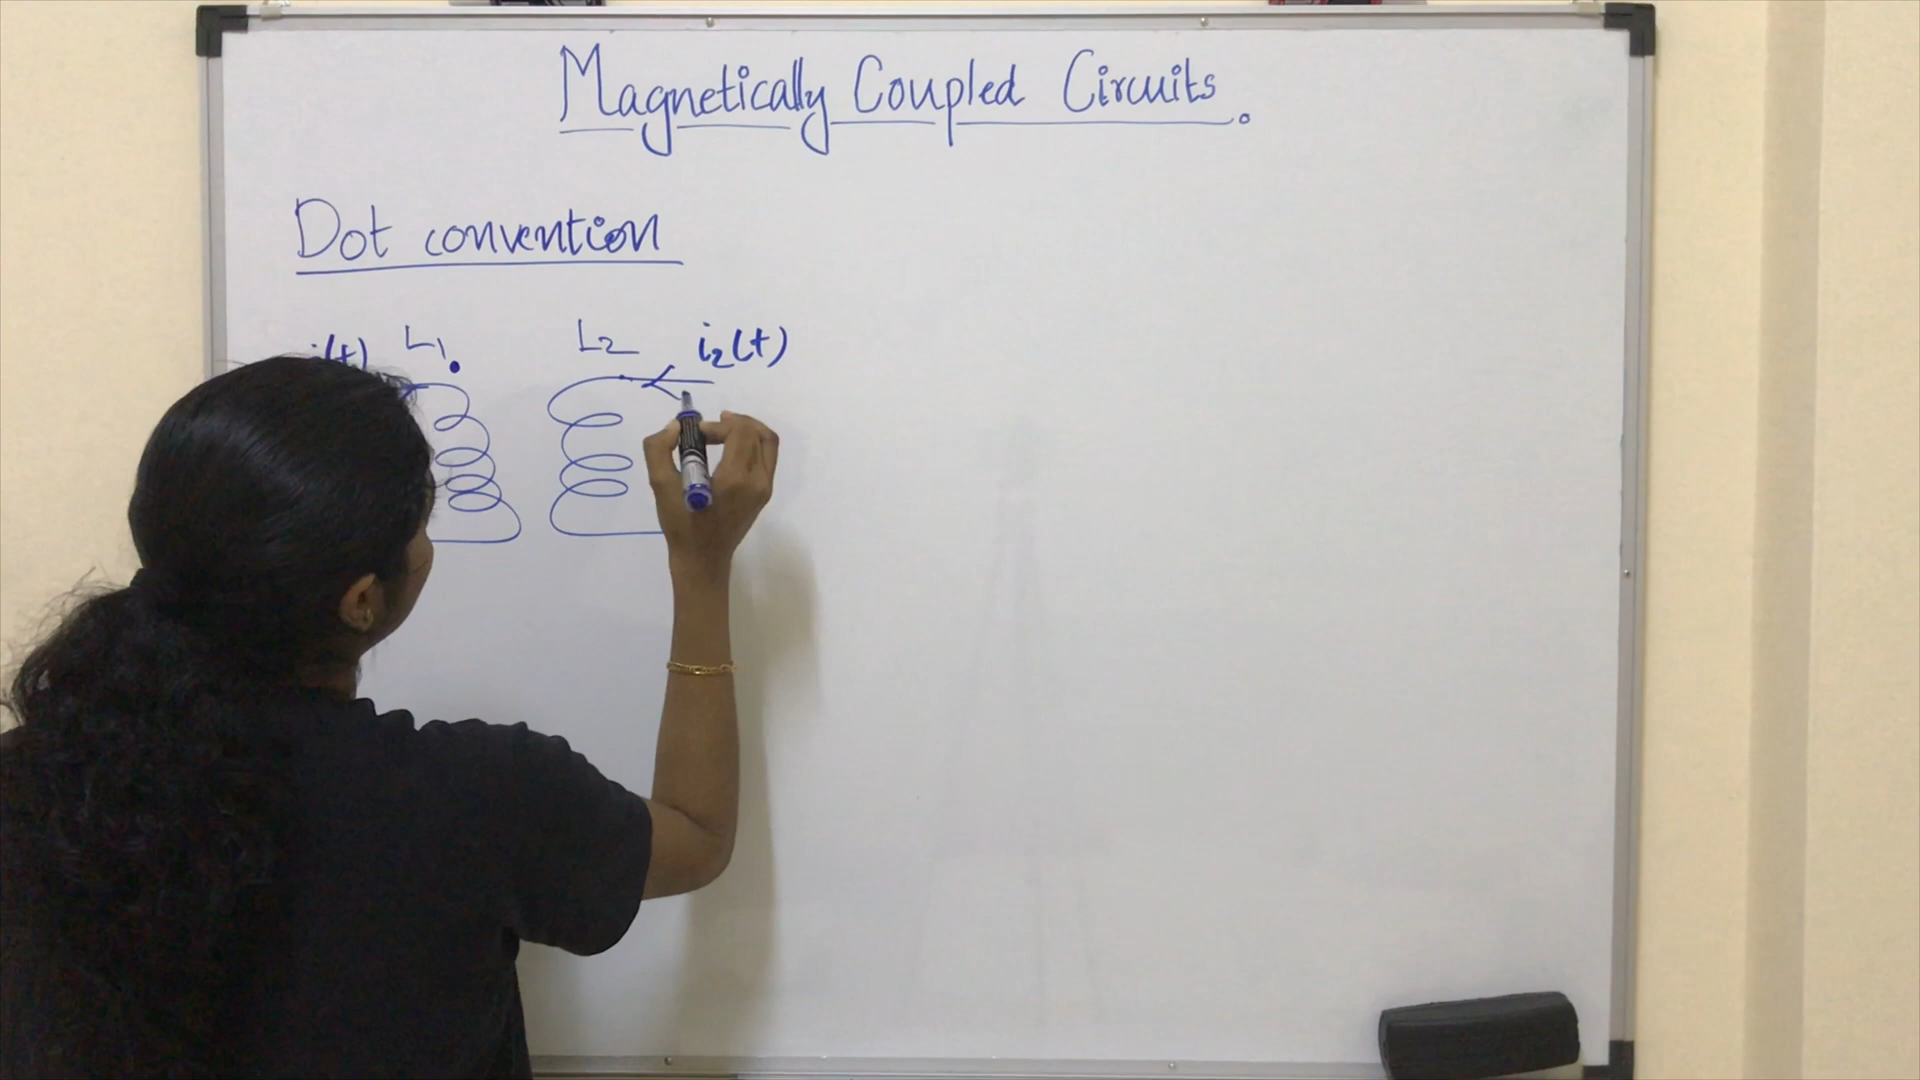 Magnetically Coupled Circuits.
Dot convention
i(t) L1 L2 i2(t)